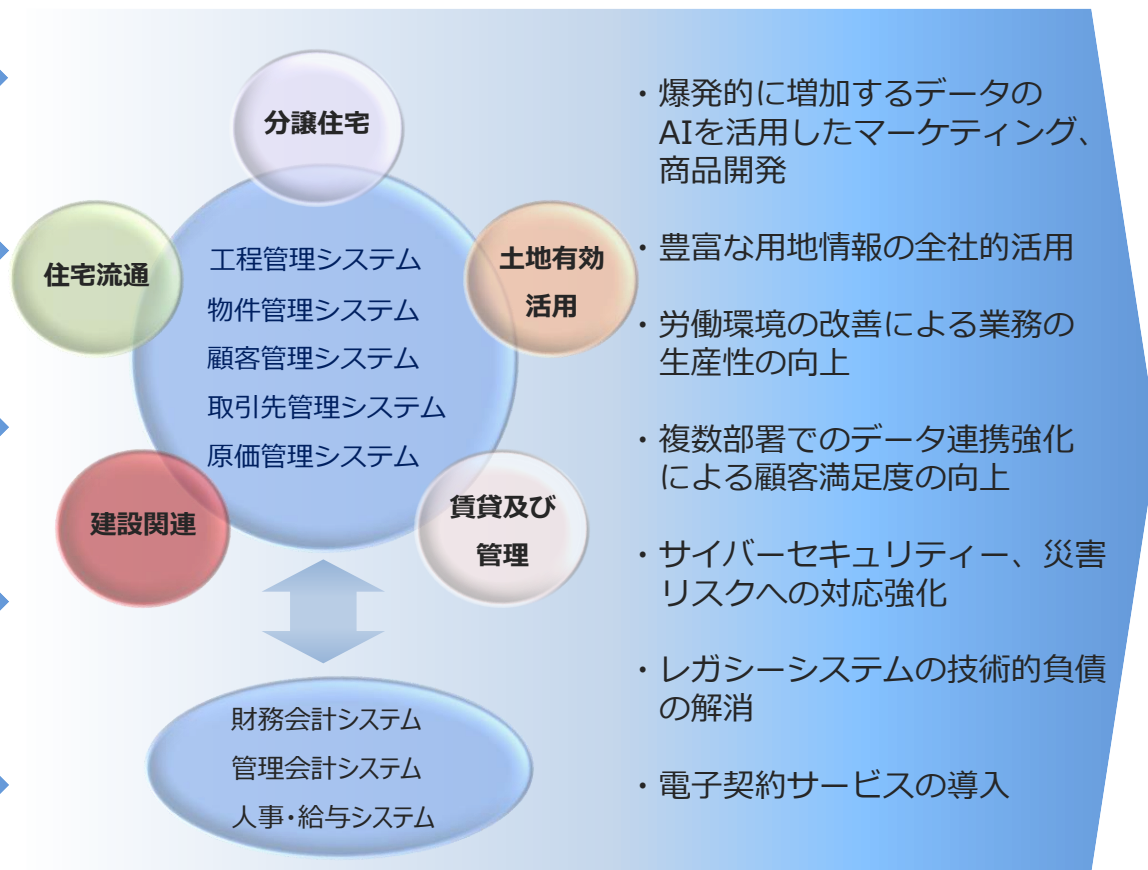 分譲住宅
住宅流通
土地有効
活用
建設関連
賃貸及び
管理
工程管理システム
物件管理システム
顧客管理システム
取引先管理システム
原価管理システム
財務会計システム
管理会計システム
人事・給与システム
・爆発的に増加するデータの
AIを活用したマーケティング、
商品開発
・豊富な用地情報の全社的活用
・労働環境の改善による業務の
生産性の向上
・複数部署でのデータ連携強化
による顧客満足度の向上
・サイバーセキュリティー、災害
リスクへの対応強化
・レガシーシステムの技術的負債
の解消
・電子契約サービスの導入